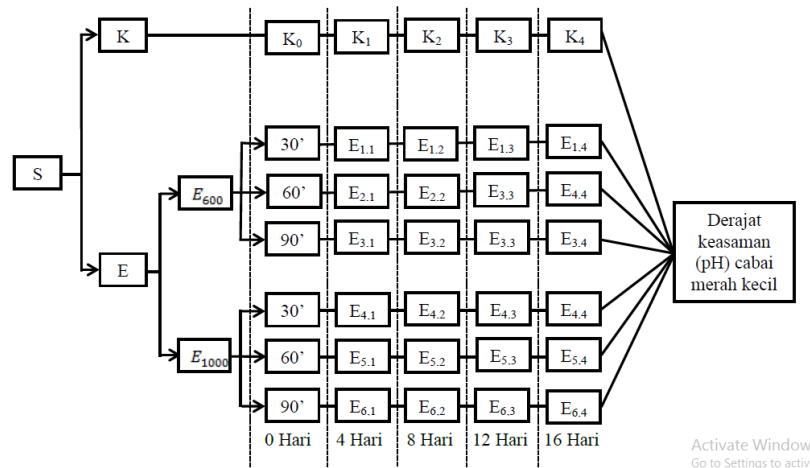 K K₀ K₁ K₂ K₃ K₄
30’ E₁.₁ E₁.₂ E₁.₃ E₁.₄
S
E₆₀₀ 60’ E₂.₁ E₂.₂ E₃.₃ E₄.₄
90’ E₃.₁ E₃.₂ E₃.₃ E₃.₄
Derajat
keasaman
(pH) cabai
merah kecil
E
30’ E₄.₁ E₄.₂ E₄.₃ E₄.₄
E₁₀₀₀ 60’ E₅.₁ E₅.₂ E₅.₃ E₅.₄
90’ E₆.₁ E₆.₂ E₆.₃ E₆.₄
0 Hari 4 Hari 8 Hari 12 Hari 16 Hari
Activate Window
Go to Settings to activ